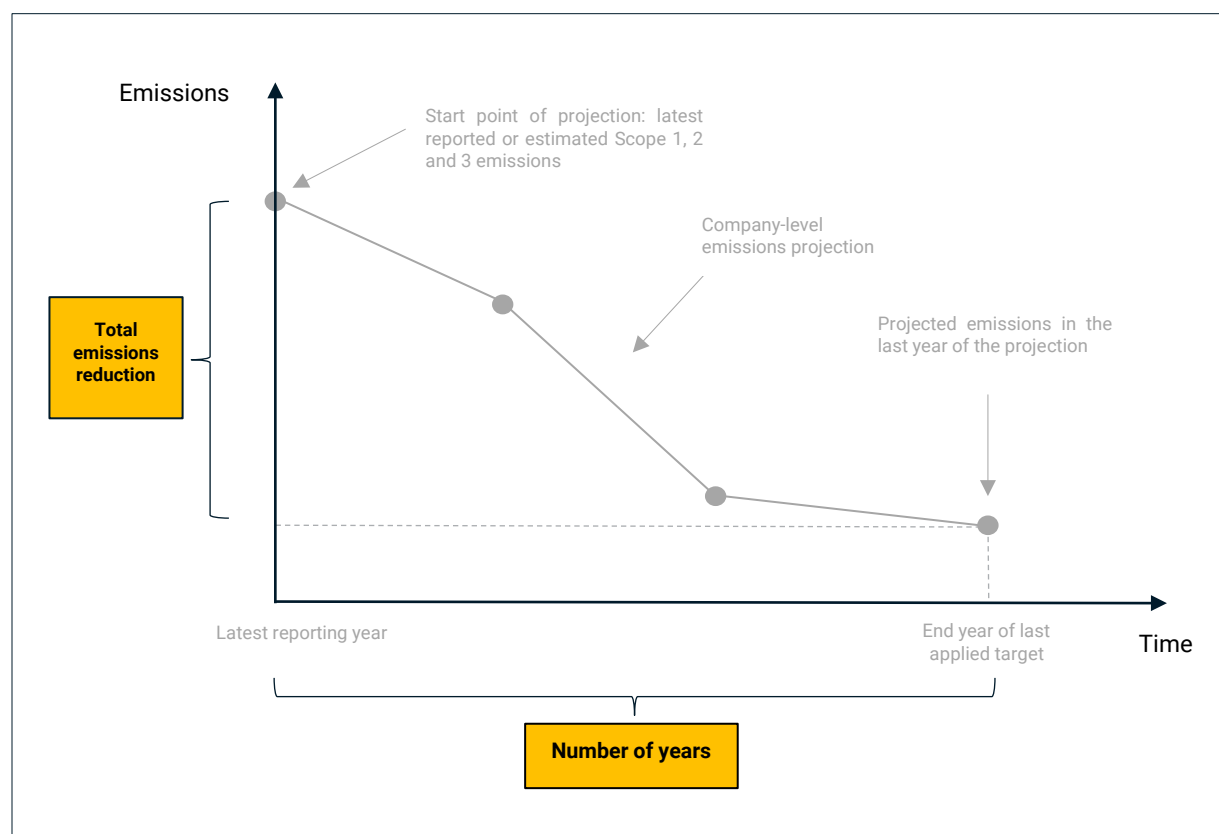 Emissions
Start point of projection: latest
reported or estimated Scope 1, 2
and 3 emissions
Company-level
emissions projection
Projected emissions in the
last year of the projection
Total
emissions
reduction
Latest reporting year
End year of last
applied target
Time
Number of years